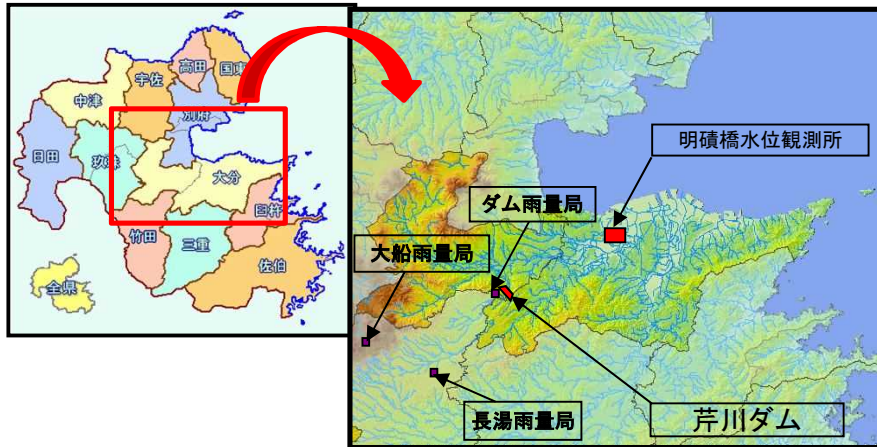 高田
国東
宇佐
中津
別府
日田
玖珠
大分
臼杵
竹田
三重
佐伯
全県
明磧橋水位観測所
ダム雨量局
大船雨量局
長湯雨量局
芹川ダム